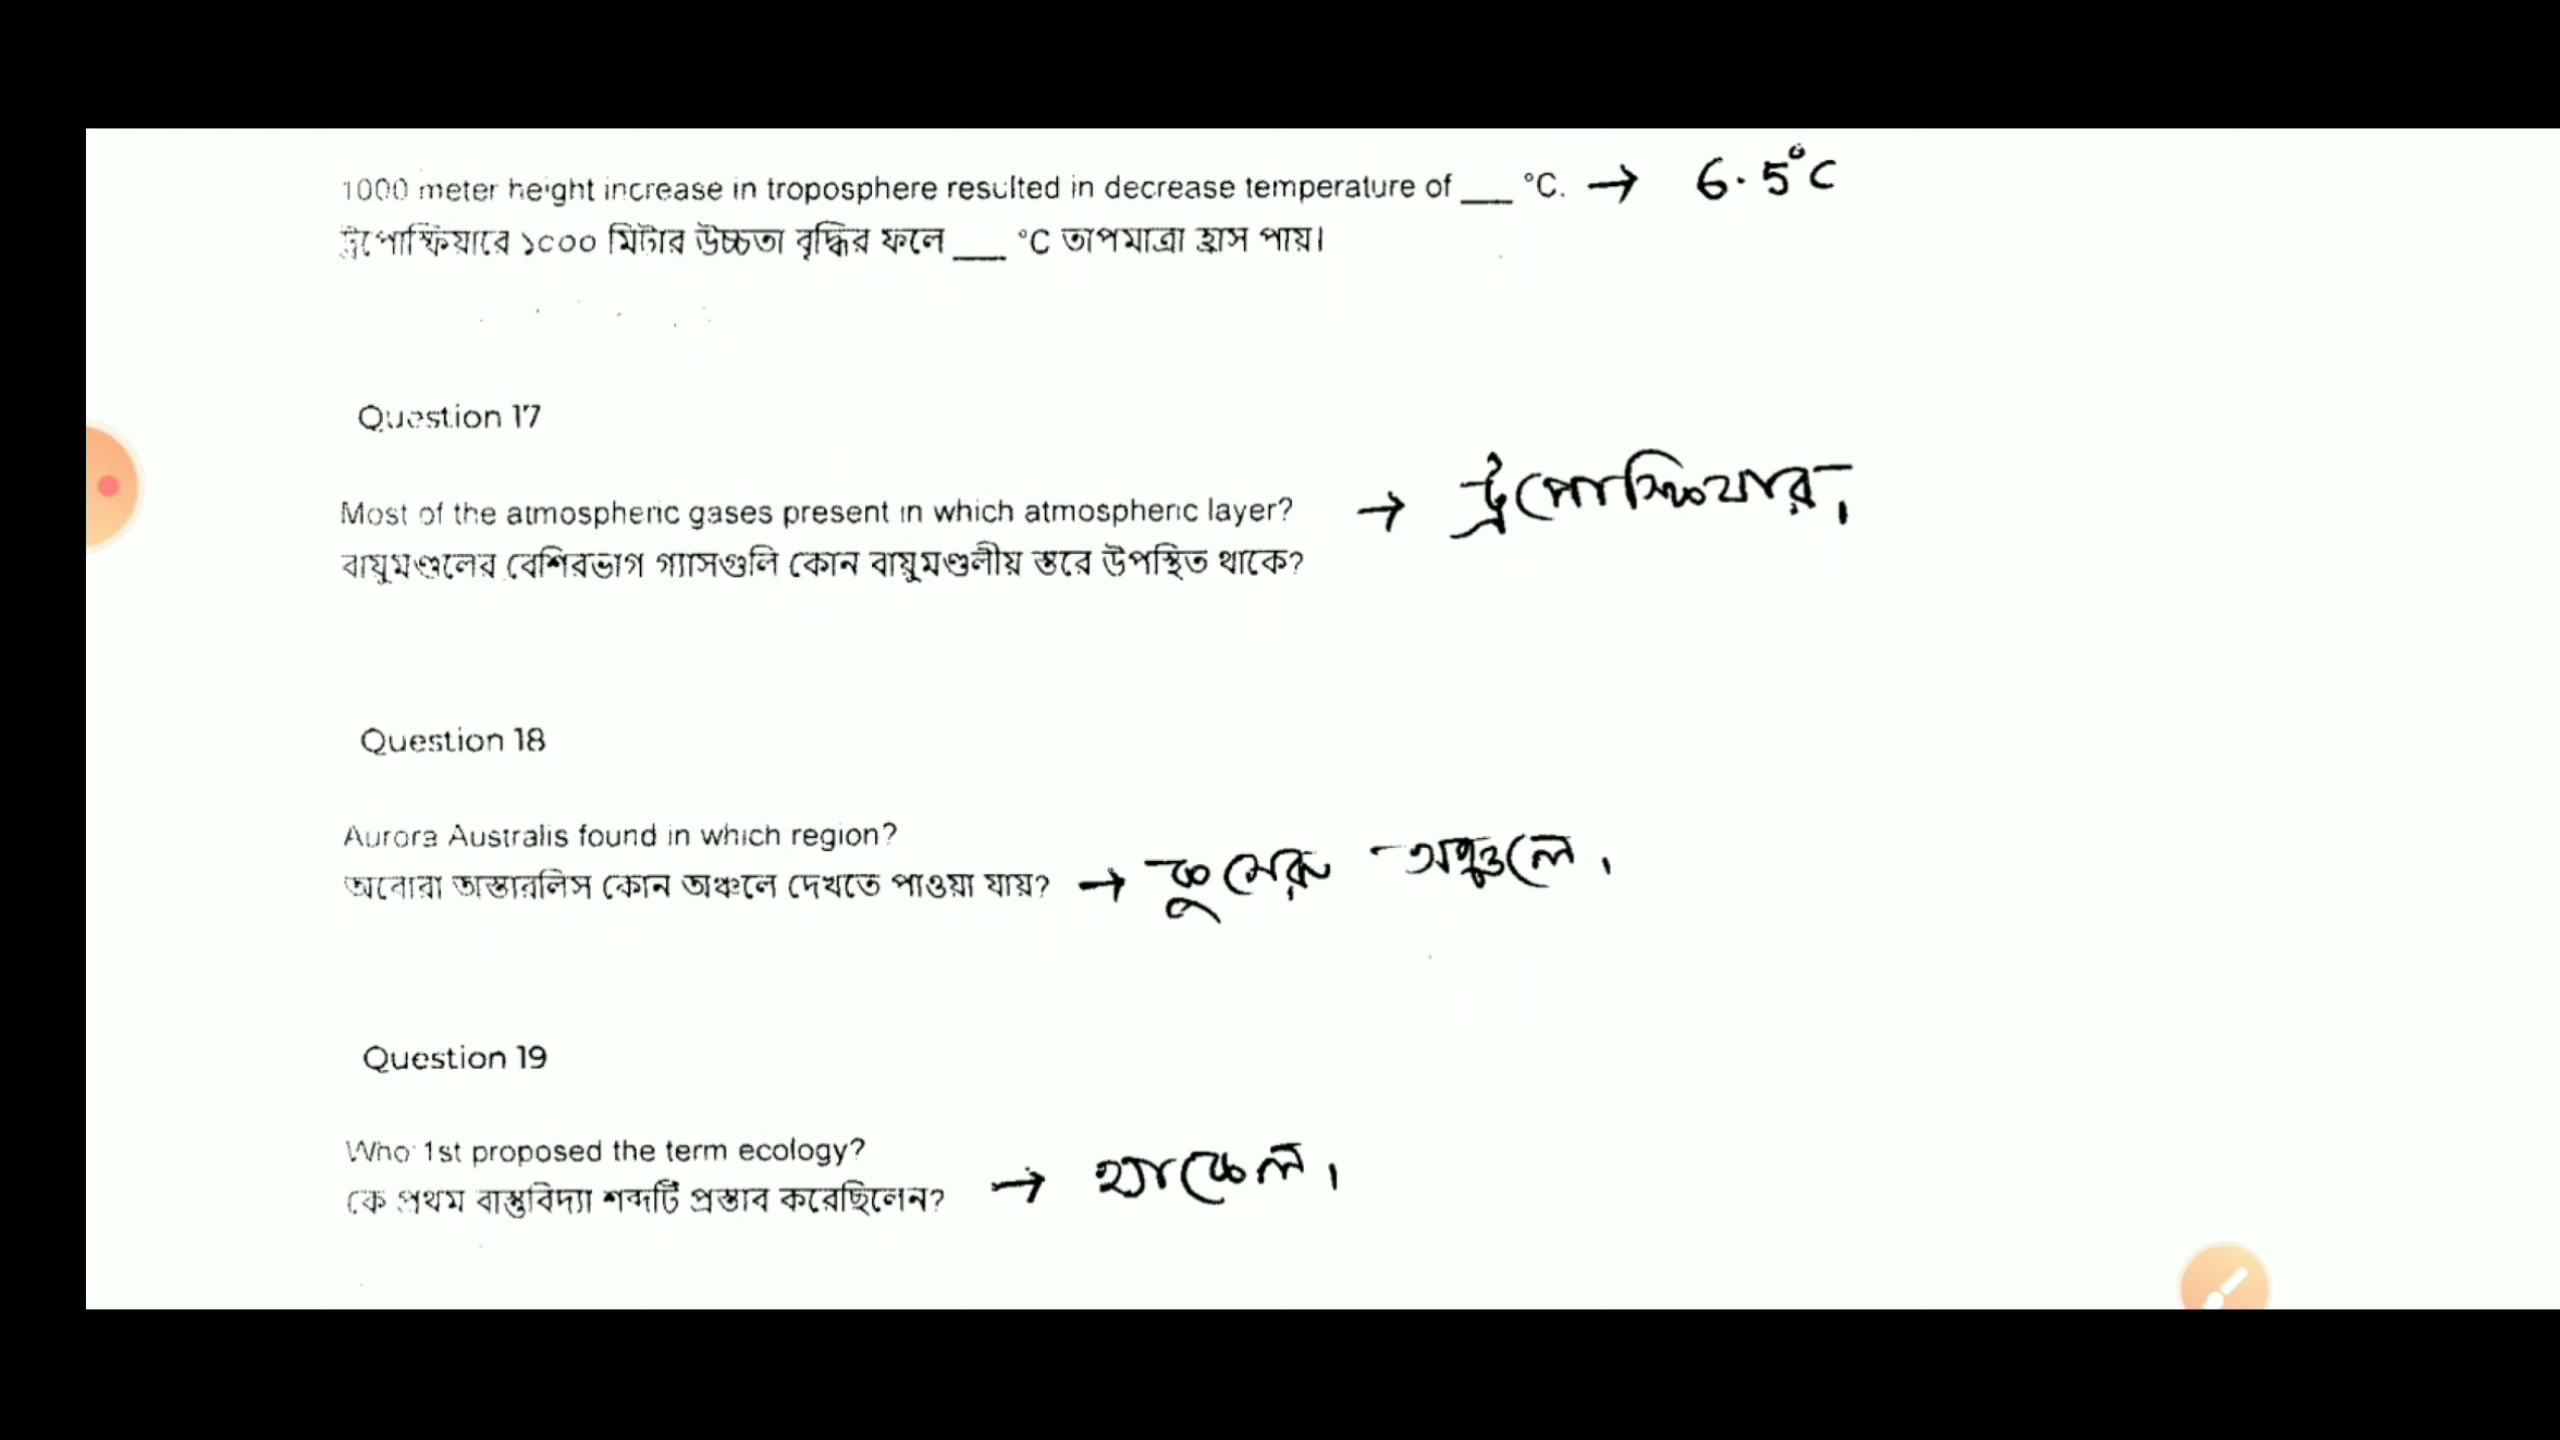 1000 meter height increase in troposphere resulted in decrease temperature of ___ °C. → 6.5°C
ট্রপোস্ফিয়ারে ১০০০ মিটার উচ্চতা বৃদ্ধির ফলে ___ °C তাপমাত্রা হ্রাস পায়।
Question 17
Most of the atmospheric gases present in which atmospheric layer? → ট্রপোস্ফিয়ার।
বায়ুমণ্ডলের বেশিরভাগ গ্যাসগুলি কোন বায়ুমণ্ডলীয় স্তরে উপস্থিত থাকে?
Question 18
Aurora Australis found in which region?
অরোরা অস্তারলিস কোন অঞ্চলে দেখতে পাওয়া যায়? → কুমেরু অঞ্চলে।
Question 19
Who 1st proposed the term ecology?
কে প্রথম বাস্তুবিদ্যা শব্দটি প্রস্তাব করেছিলেন? → হ্যাকেল।